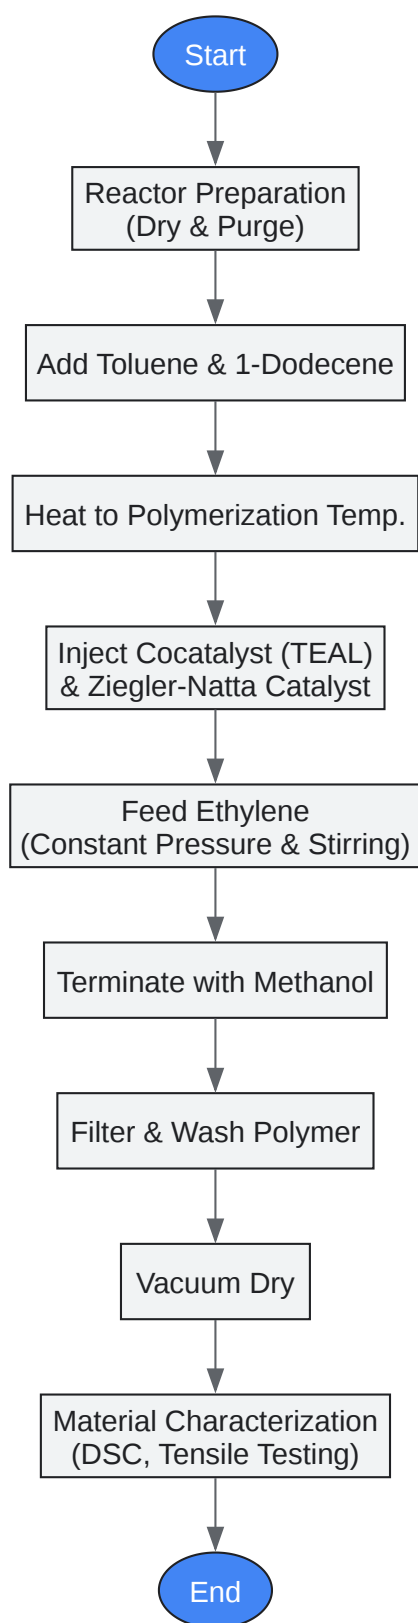 Start
Reactor Preparation
(Dry & Purge)
Add Toluene & 1-Dodecene
Heat to Polymerization Temp.
Inject Cocatalyst (TEAL)
& Ziegler-Natta Catalyst
Feed Ethylene
(Constant Pressure & Stirring)
Terminate with Methanol
Filter & Wash Polymer
Vacuum Dry
Material Characterization
(DSC, Tensile Testing)
End